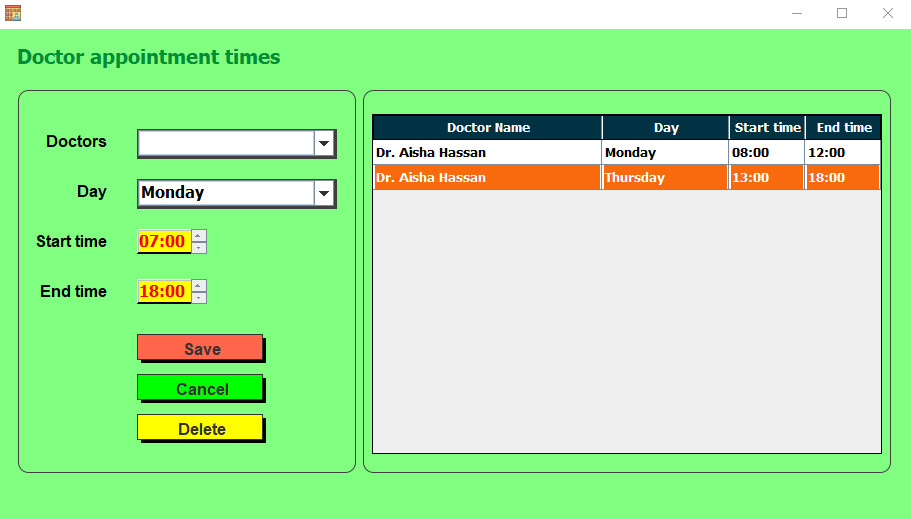 Doctor appointment times
Doctors
Day Monday
Start time 07:00
End time 18:00
Save
Cancel
Delete
Doctor Name Day Start time End time
Dr. Aisha Hassan Monday 08:00 12:00
Dr. Aisha Hassan Thursday 13:00 18:00